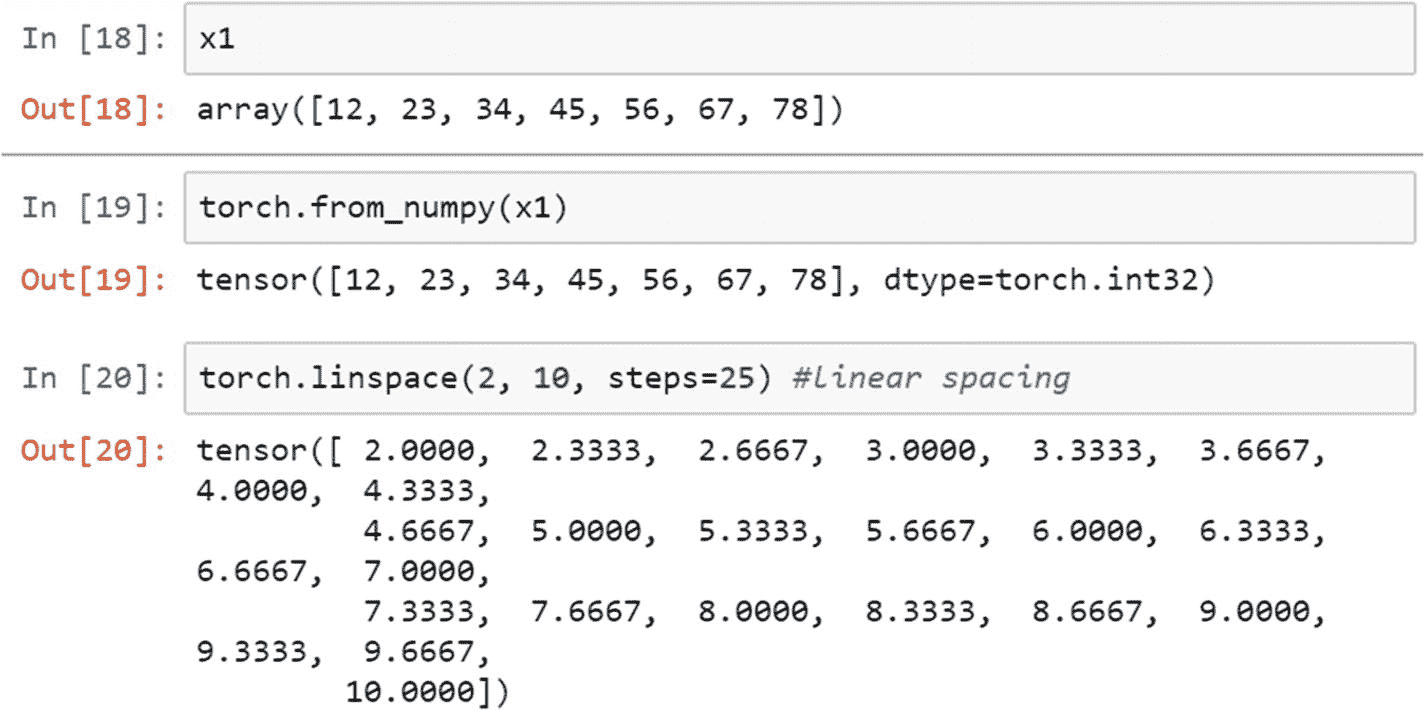 In [18]: x1
Out[18]: array([12, 23, 34, 45, 56, 67, 78])
In [19]: torch.from_numpy(x1)
Out[19]: tensor([12, 23, 34, 45, 56, 67, 78], dtype=torch.int32)
In [20]: torch.linspace(2, 10, steps=25) #linear spacing
Out[20]: tensor([ 2.0000, 2.3333, 2.6667, 3.0000, 3.3333, 3.6667,
4.0000, 4.3333,
4.6667, 5.0000, 5.3333, 5.6667, 6.0000, 6.3333,
6.6667, 7.0000,
7.3333, 7.6667, 8.0000, 8.3333, 8.6667, 9.0000,
9.3333, 9.6667,
10.0000])